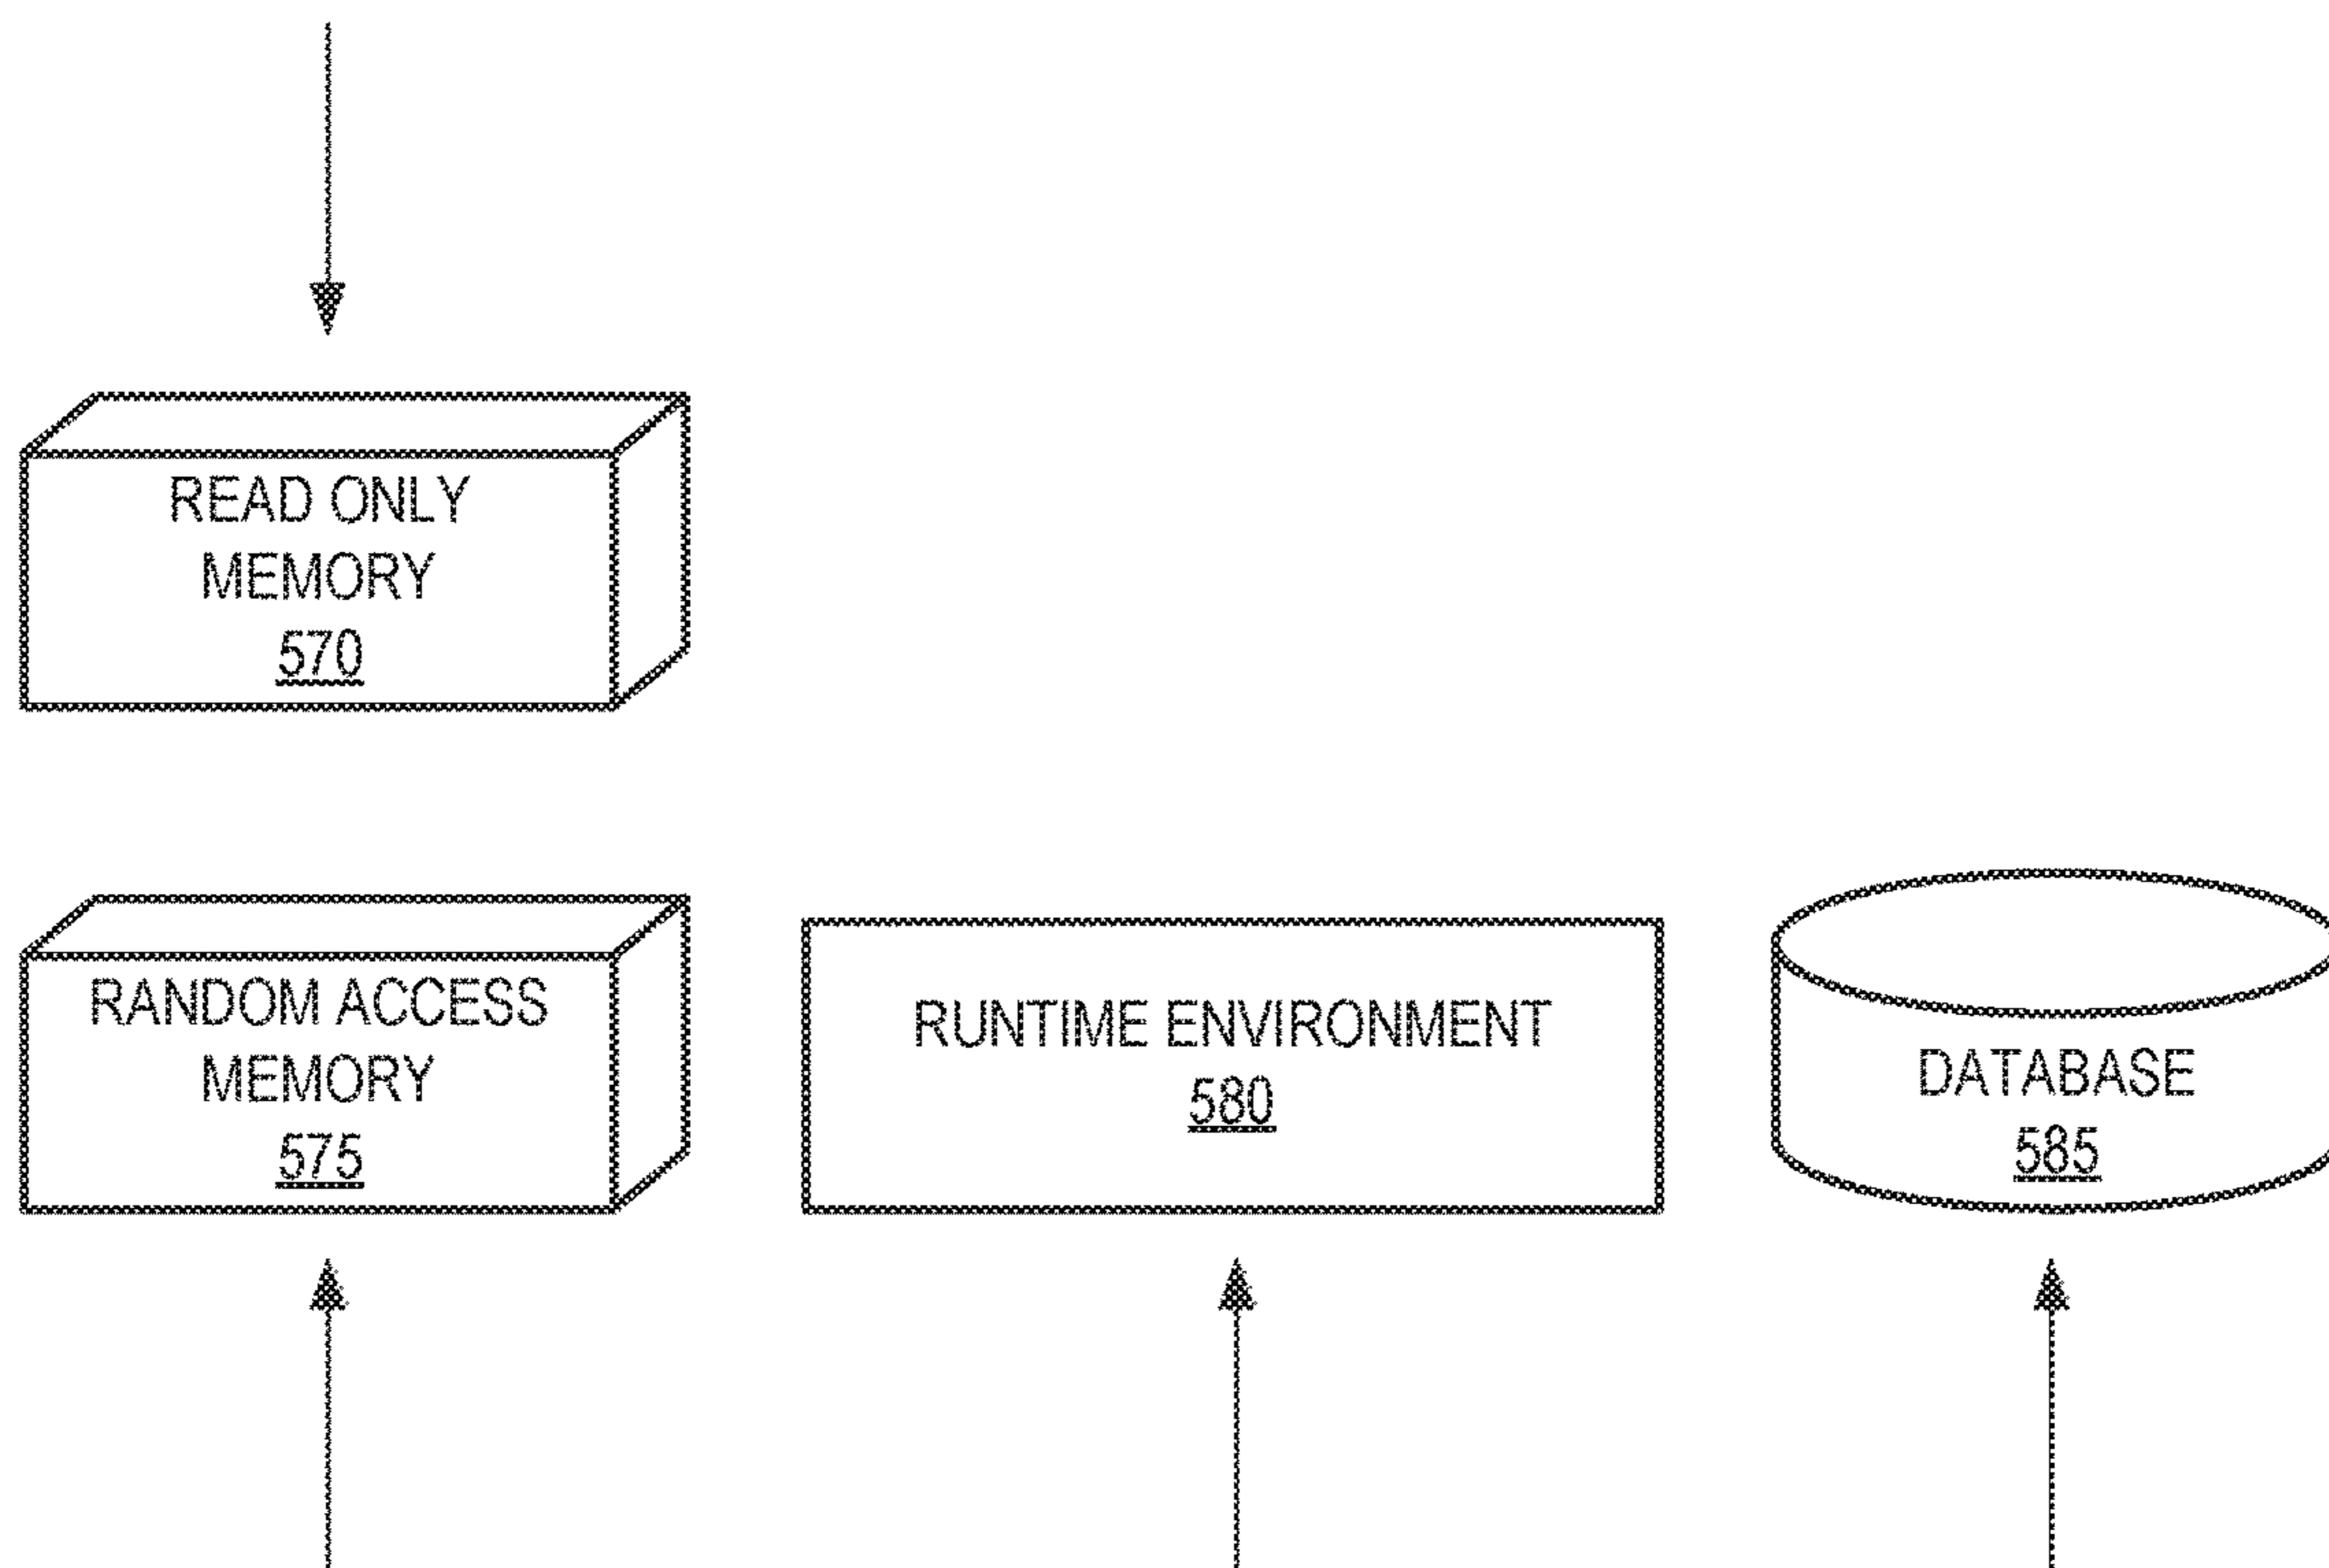 READ ONLY
MEMORY
570
RANDOM ACCESS
MEMORY
575
RUNTIME ENVIRONMENT
580
DATABASE
585